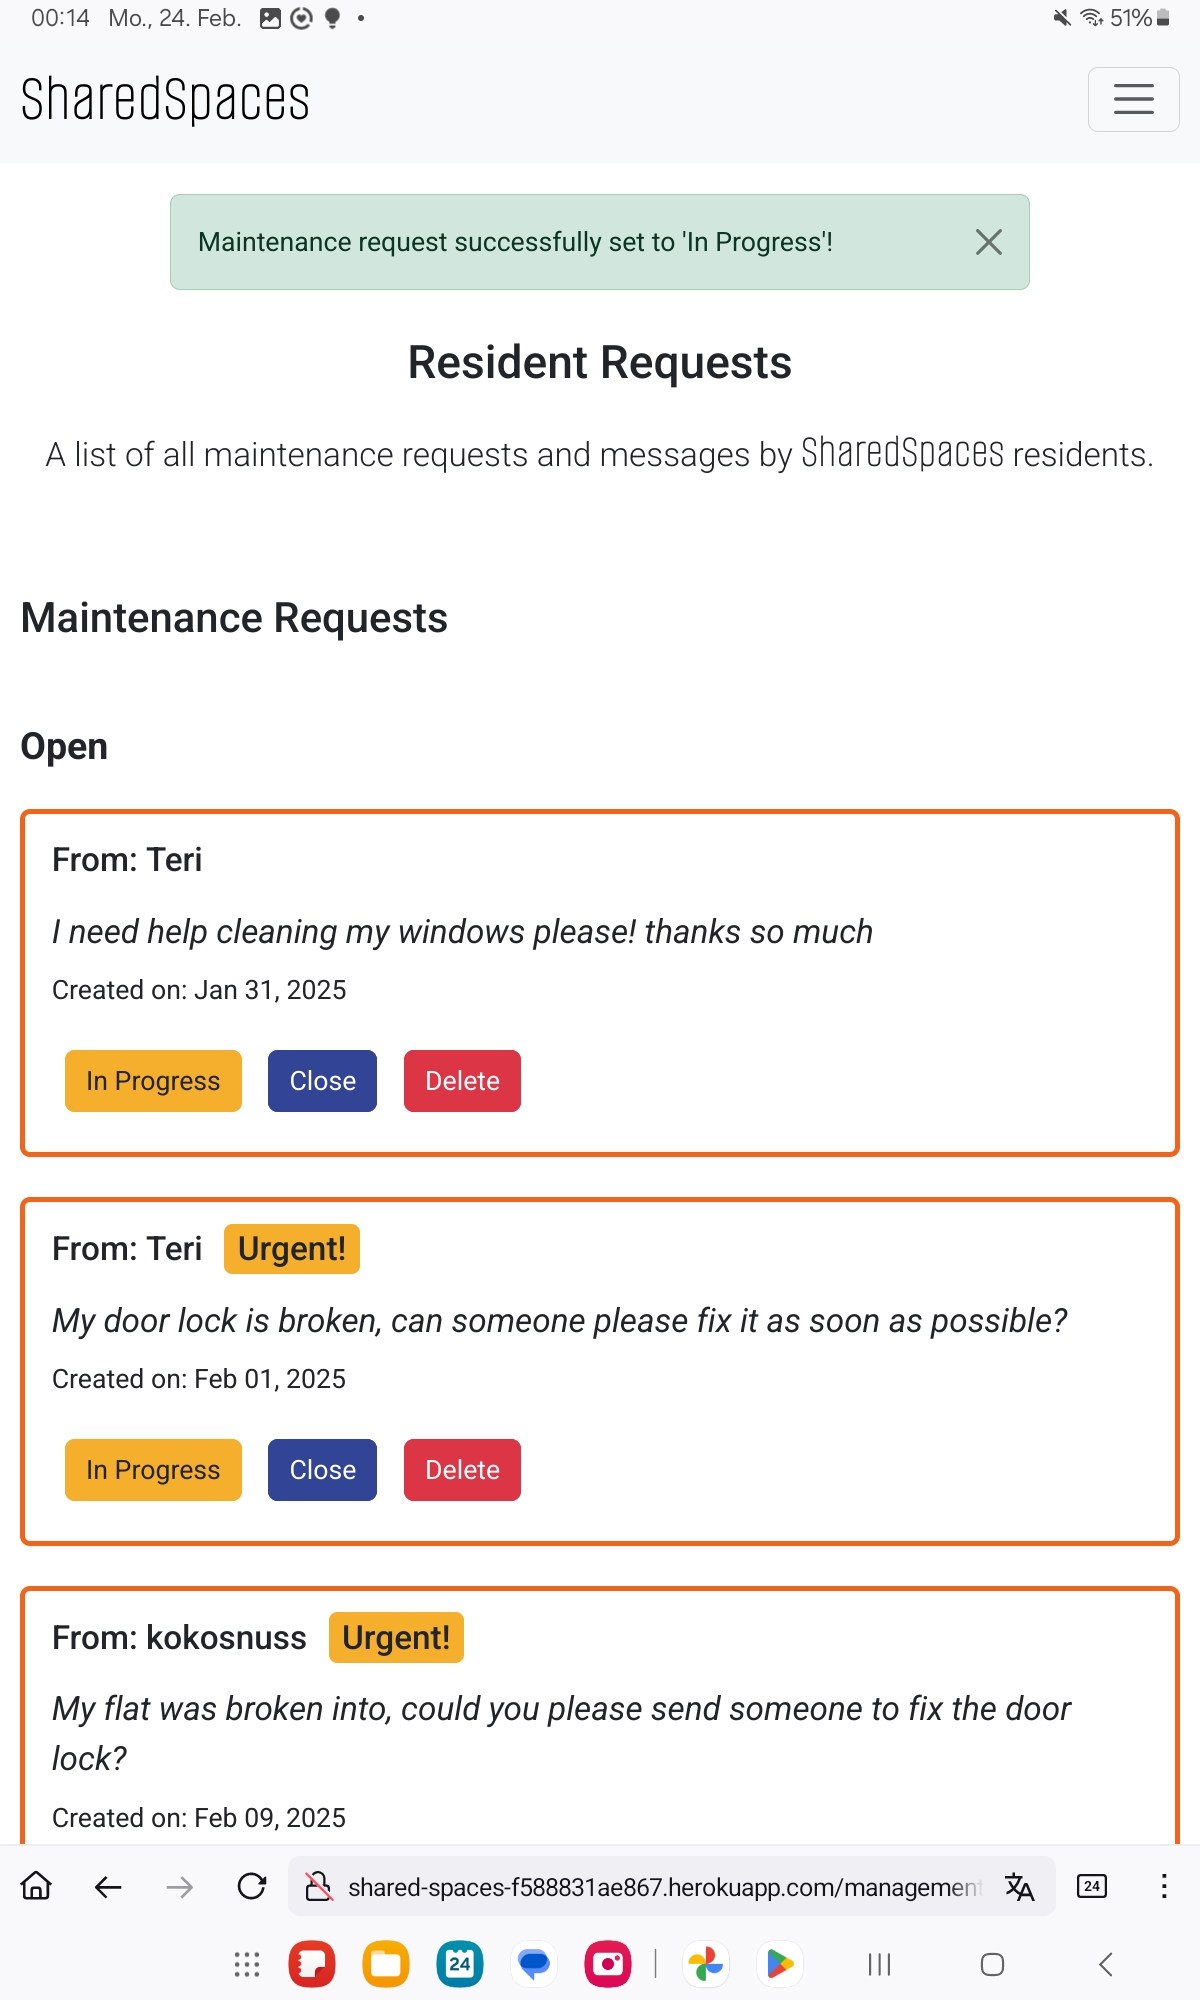 00:14 Mo., 24. Feb. 51%
SharedSpaces
Maintenance request successfully set to 'In Progress'!
Resident Requests
A list of all maintenance requests and messages by SharedSpaces residents.
Maintenance Requests
Open
From: Teri
I need help cleaning my windows please! thanks so much
Created on: Jan 31, 2025
In Progress Close Delete
From: Teri Urgent!
My door lock is broken, can someone please fix it as soon as possible?
Created on: Feb 01, 2025
In Progress Close Delete
From: kokosnuss Urgent!
My flat was broken into, could you please send someone to fix the door
lock?
Created on: Feb 09, 2025
shared-spaces-f588831ae867.herokuapp.com/management 24
24